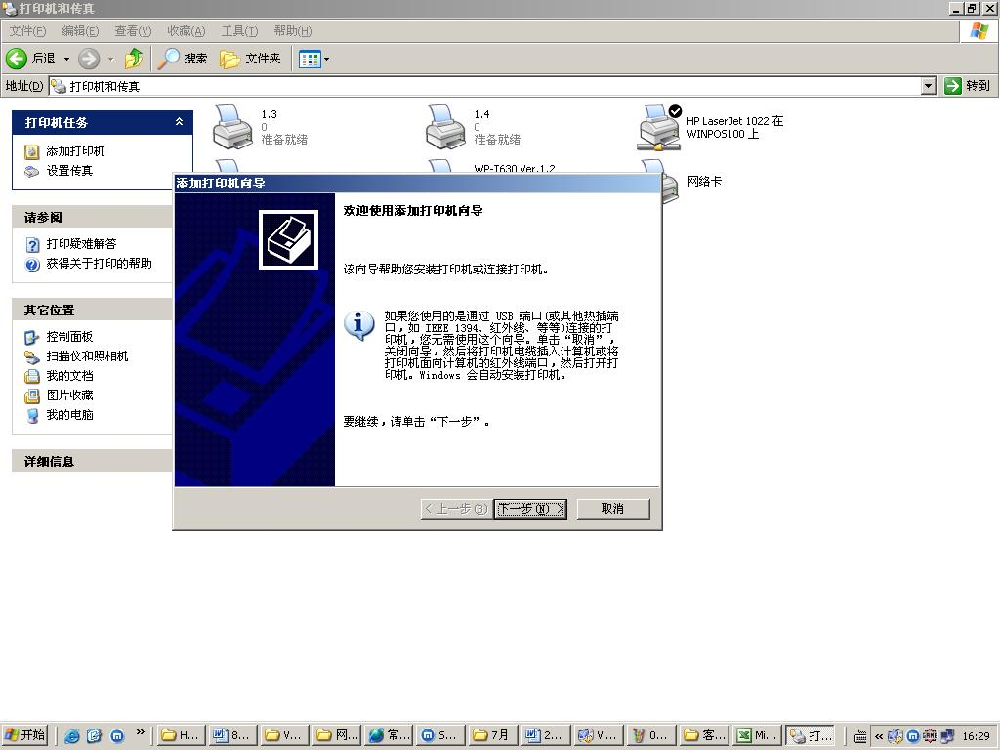 打印机和传真
文件(F) 编辑(E) 查看(V) 收藏(A) 工具(T) 帮助(H)
后退 搜索 文件夹
地址(D) 打印机和传真 转到
打印机任务
添加打印机
设置传真
请参阅
打印疑难解答
获得关于打印的帮助
其它位置
控制面板
扫描仪和照相机
我的文档
图片收藏
我的电脑
详细信息
1.3
0
准备就绪
1.4
0
准备就绪
HP LaserJet 1022 在
WINPOS100 上
WP-T630 Ver.1.2
网络卡
添加打印机向导
欢迎使用添加打印机向导
该向导帮助您安装打印机或连接打印机。
如果您使用的是通过 USB 端口(或其他热插端
口，如 IEEE 1394、红外线、等等)连接的打
印机，您无需使用这个向导。单击“取消”，
关闭向导，然后将打印机电缆插入计算机或将
打印机面向计算机的红外线端口，然后打开打
印机。Windows 会自动安装打印机。
要继续，请单击“下一步”。
< 上一步(B) 下一步(N) > 取消
开始 » H... 8... V... 网... 常... S... 7月 2... Vi... O... 客... Mi... 打... « 16:29